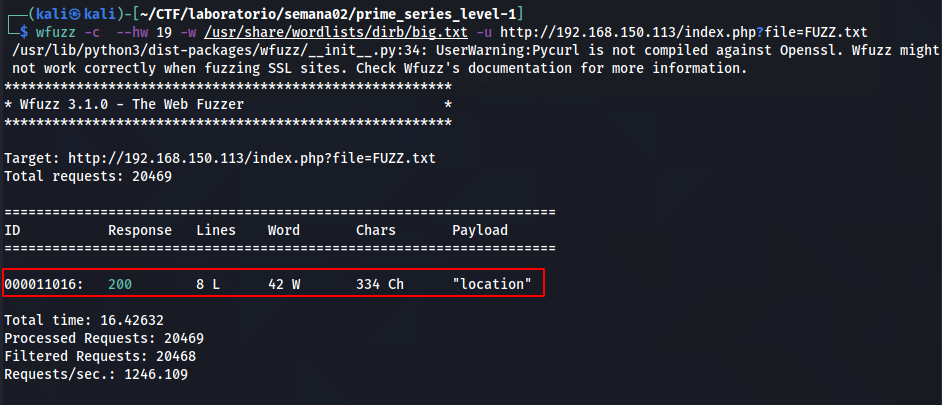 ┌──(kali㉿kali)-[~/CTF/laboratorio/semana02/prime_series_level-1]
└─$ wfuzz -c  --hw 19 -w /usr/share/wordlists/dirb/big.txt -u http://192.168.150.113/index.php?file=FUZZ.txt
 /usr/lib/python3/dist-packages/wfuzz/__init__.py:34: UserWarning:Pycurl is not compiled against Openssl. Wfuzz might
 not work correctly when fuzzing SSL sites. Check Wfuzz's documentation for more information.
********************************************************
* Wfuzz 3.1.0 - The Web Fuzzer                         *
********************************************************
Target: http://192.168.150.113/index.php?file=FUZZ.txt
Total requests: 20469
=====================================================================
ID           Response   Lines    Word       Chars       Payload
=====================================================================
000011016:   200        8 L      42 W       334 Ch      "location"
Total time: 16.42632
Processed Requests: 20469
Filtered Requests: 20468
Requests/sec.: 1246.109